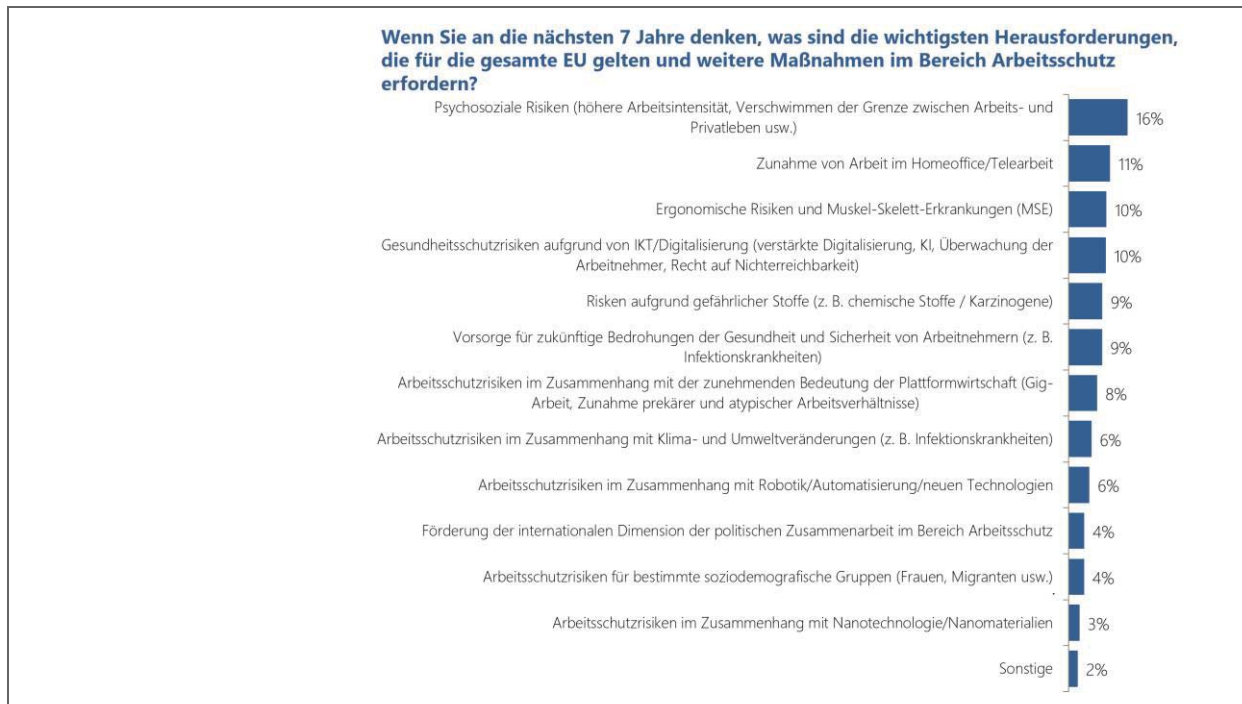 Wenn Sie an die nächsten 7 Jahre denken, was sind die wichtigsten Herausforderungen,
die für die gesamte EU gelten und weitere Maßnahmen im Bereich Arbeitsschutz
erfordern?
Psychosoziale Risiken (höhere Arbeitsintensität, Verschwimmen der Grenze zwischen Arbeits- und
Privatleben usw.)
16%
Zunahme von Arbeit im Homeoffice/Telearbeit
11%
Ergonomische Risiken und Muskel-Skelett-Erkrankungen (MSE)
10%
Gesundheitsschutzrisiken aufgrund von IKT/Digitalisierung (verstärkte Digitalisierung, KI, Überwachung der
Arbeitnehmer, Recht auf Nichterreichbarkeit)
10%
Risken aufgrund gefährlicher Stoffe (z. B. chemische Stoffe / Karzinogene)
9%
Vorsorge für zukünftige Bedrohungen der Gesundheit und Sicherheit von Arbeitnehmern (z. B.
Infektionskrankheiten)
9%
Arbeitsschutzrisiken im Zusammenhang mit der zunehmenden Bedeutung der Plattformwirtschaft (Gig-
Arbeit, Zunahme prekärer und atypischer Arbeitsverhältnisse)
8%
Arbeitsschutzrisiken im Zusammenhang mit Klima- und Umweltveränderungen (z. B. Infektionskrankheiten)
6%
Arbeitsschutzrisiken im Zusammenhang mit Robotik/Automatisierung/neuen Technologien
6%
Förderung der internationalen Dimension der politischen Zusammenarbeit im Bereich Arbeitsschutz
4%
Arbeitsschutzrisiken für bestimmte soziodemografische Gruppen (Frauen, Migranten usw.)
4%
Arbeitsschutzrisiken im Zusammenhang mit Nanotechnologie/Nanomaterialien
3%
Sonstige
2%